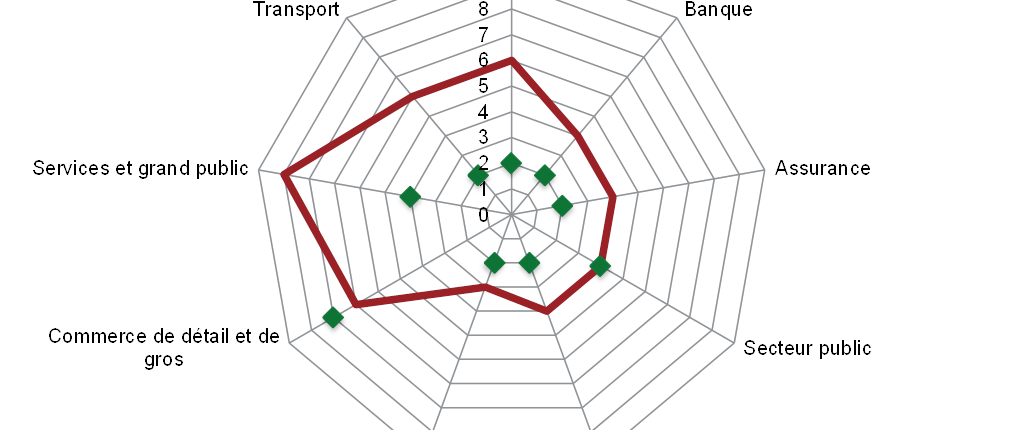 Transport
8
Banque
7
6
5
4
3
Services et grand public
2
Assurance
1
0
Commerce de détail et de
gros
Secteur public